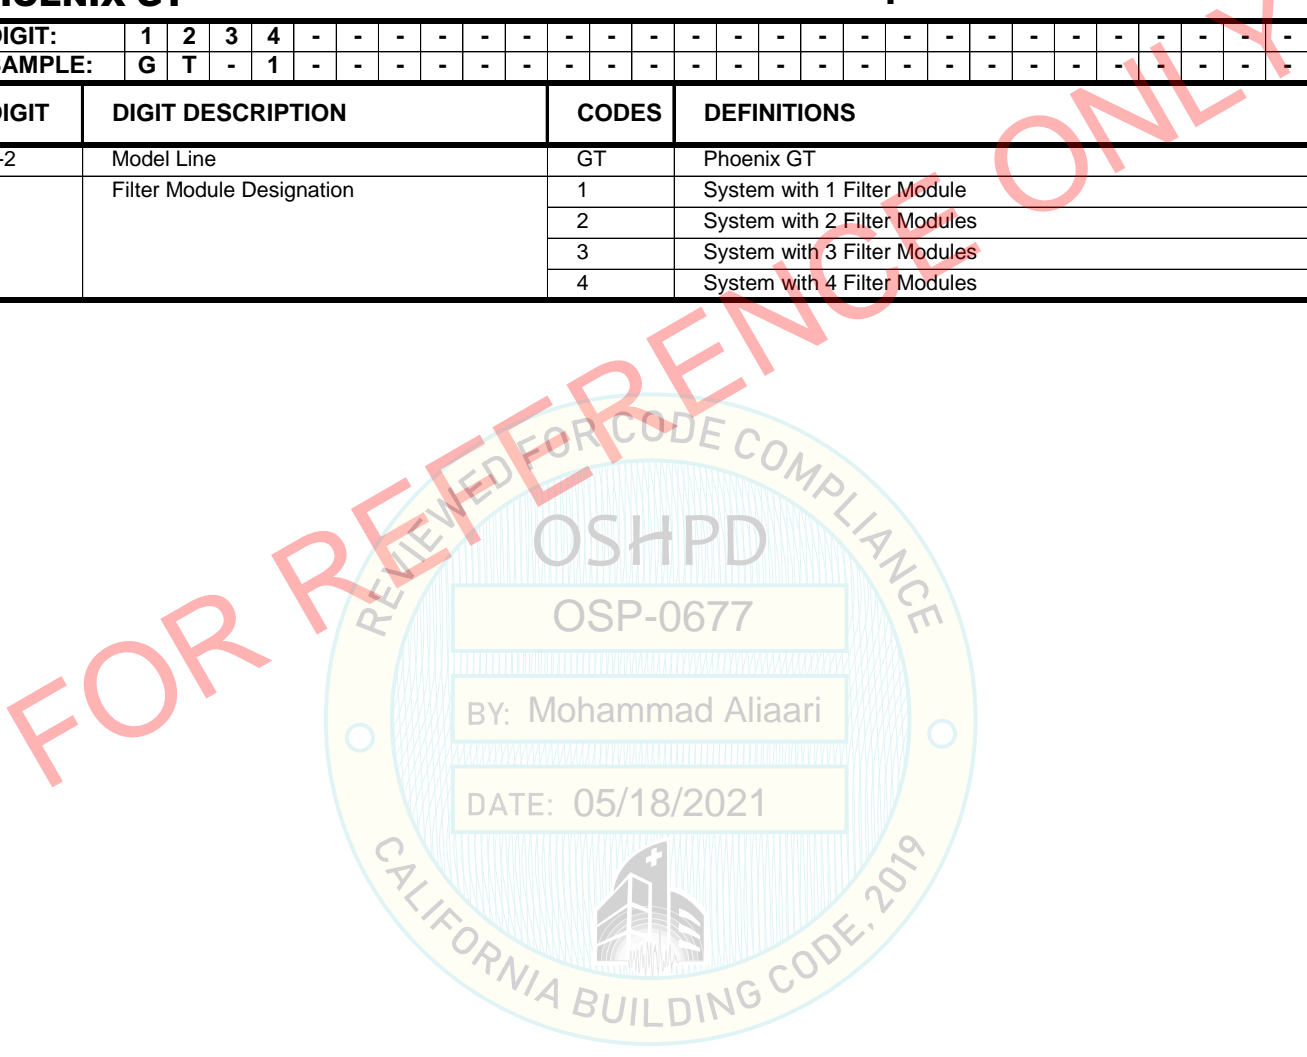 HOENIX GT
DIGIT: 1 2 3 4 - - - - - - - - - - - - - - - - - - - - - - - -
SAMPLE: G T - 1 - - - - - - - - - - - - - - - - - - - - - - - -
DIGIT DIGIT DESCRIPTION CODES DEFINITIONS
-2 Model Line GT Phoenix GT
Filter Module Designation 1 System with 1 Filter Module
2 System with 2 Filter Modules
3 System with 3 Filter Modules
4 System with 4 Filter Modules
FOR REFERENCE ONLY
REVIEWED FOR CODE COMPLIANCE
OSHPD
OSP-0677
BY: Mohammad Aliaari
DATE: 05/18/2021
CALIFORNIA BUILDING CODE, 2019